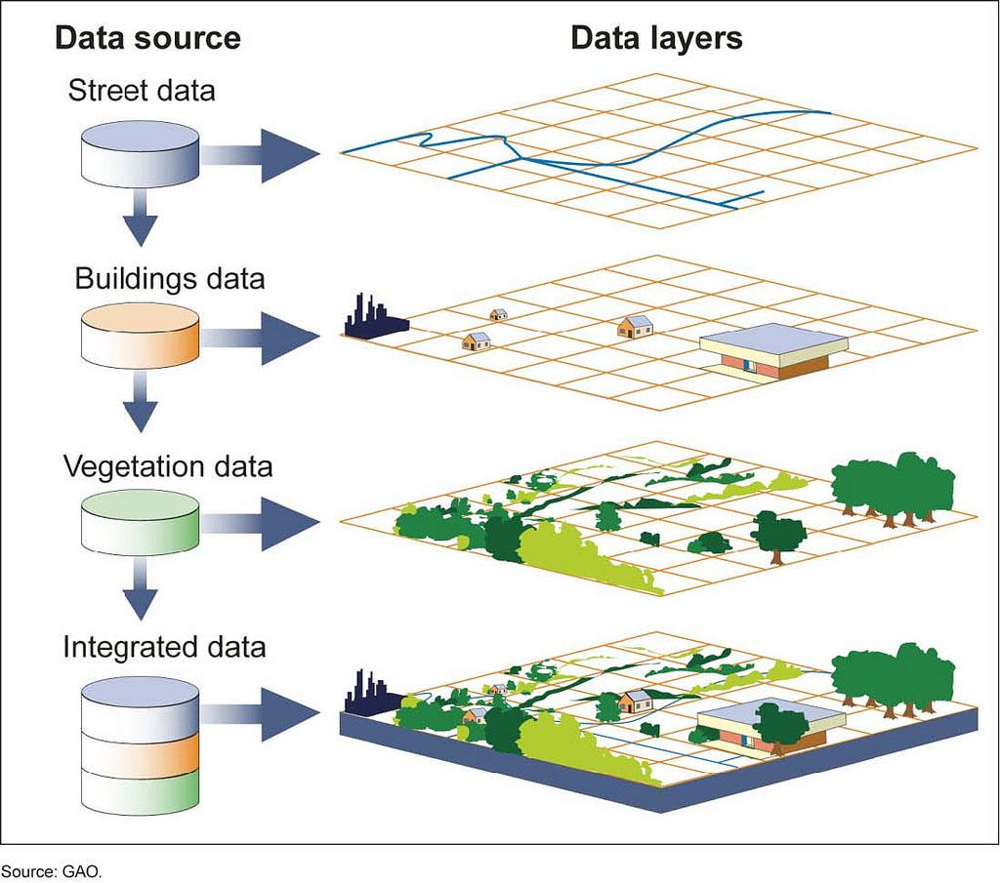 Data source
Data layers
Street data
Buildings data
Vegetation data
Integrated data
Source: GAO.